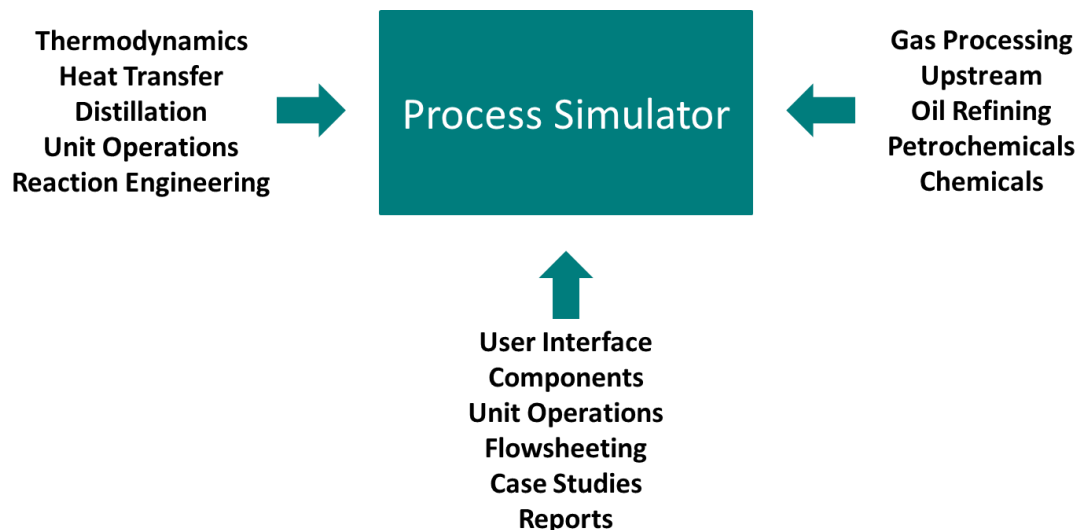 Thermodynamics
Heat Transfer
Distillation
Unit Operations
Reaction Engineering
Process Simulator
Gas Processing
Upstream
Oil Refining
Petrochemicals
Chemicals
User Interface
Components
Unit Operations
Flowsheeting
Case Studies
Reports